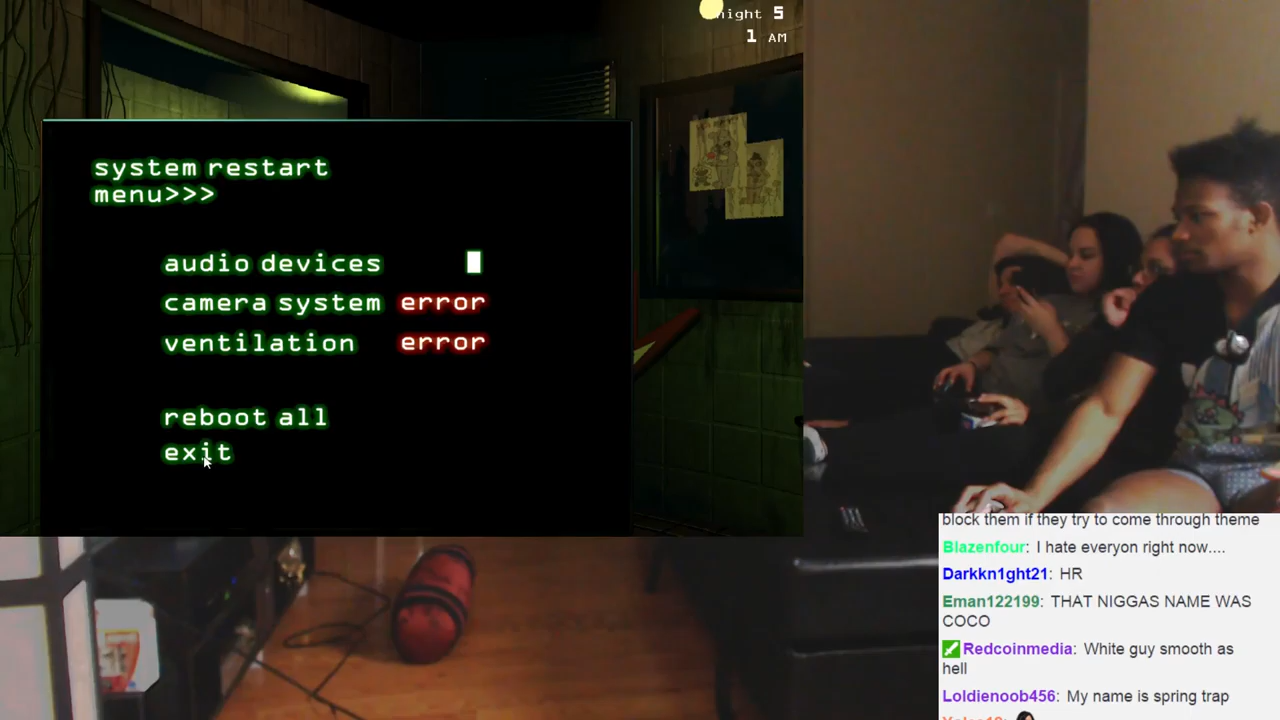 night 5
1 AM
system restart
menu>>>
audio devices
camera system error
ventilation error
reboot all
exit
block them if they try to come through theme
Blazenfour: I hate everyon right now....
Darkkn1ght21: HR
Eman122199: THAT NIGGAS NAME WAS
COCO
Redcoinmedia: White guy smooth as
hell
Loldienoob456: My name is spring trap